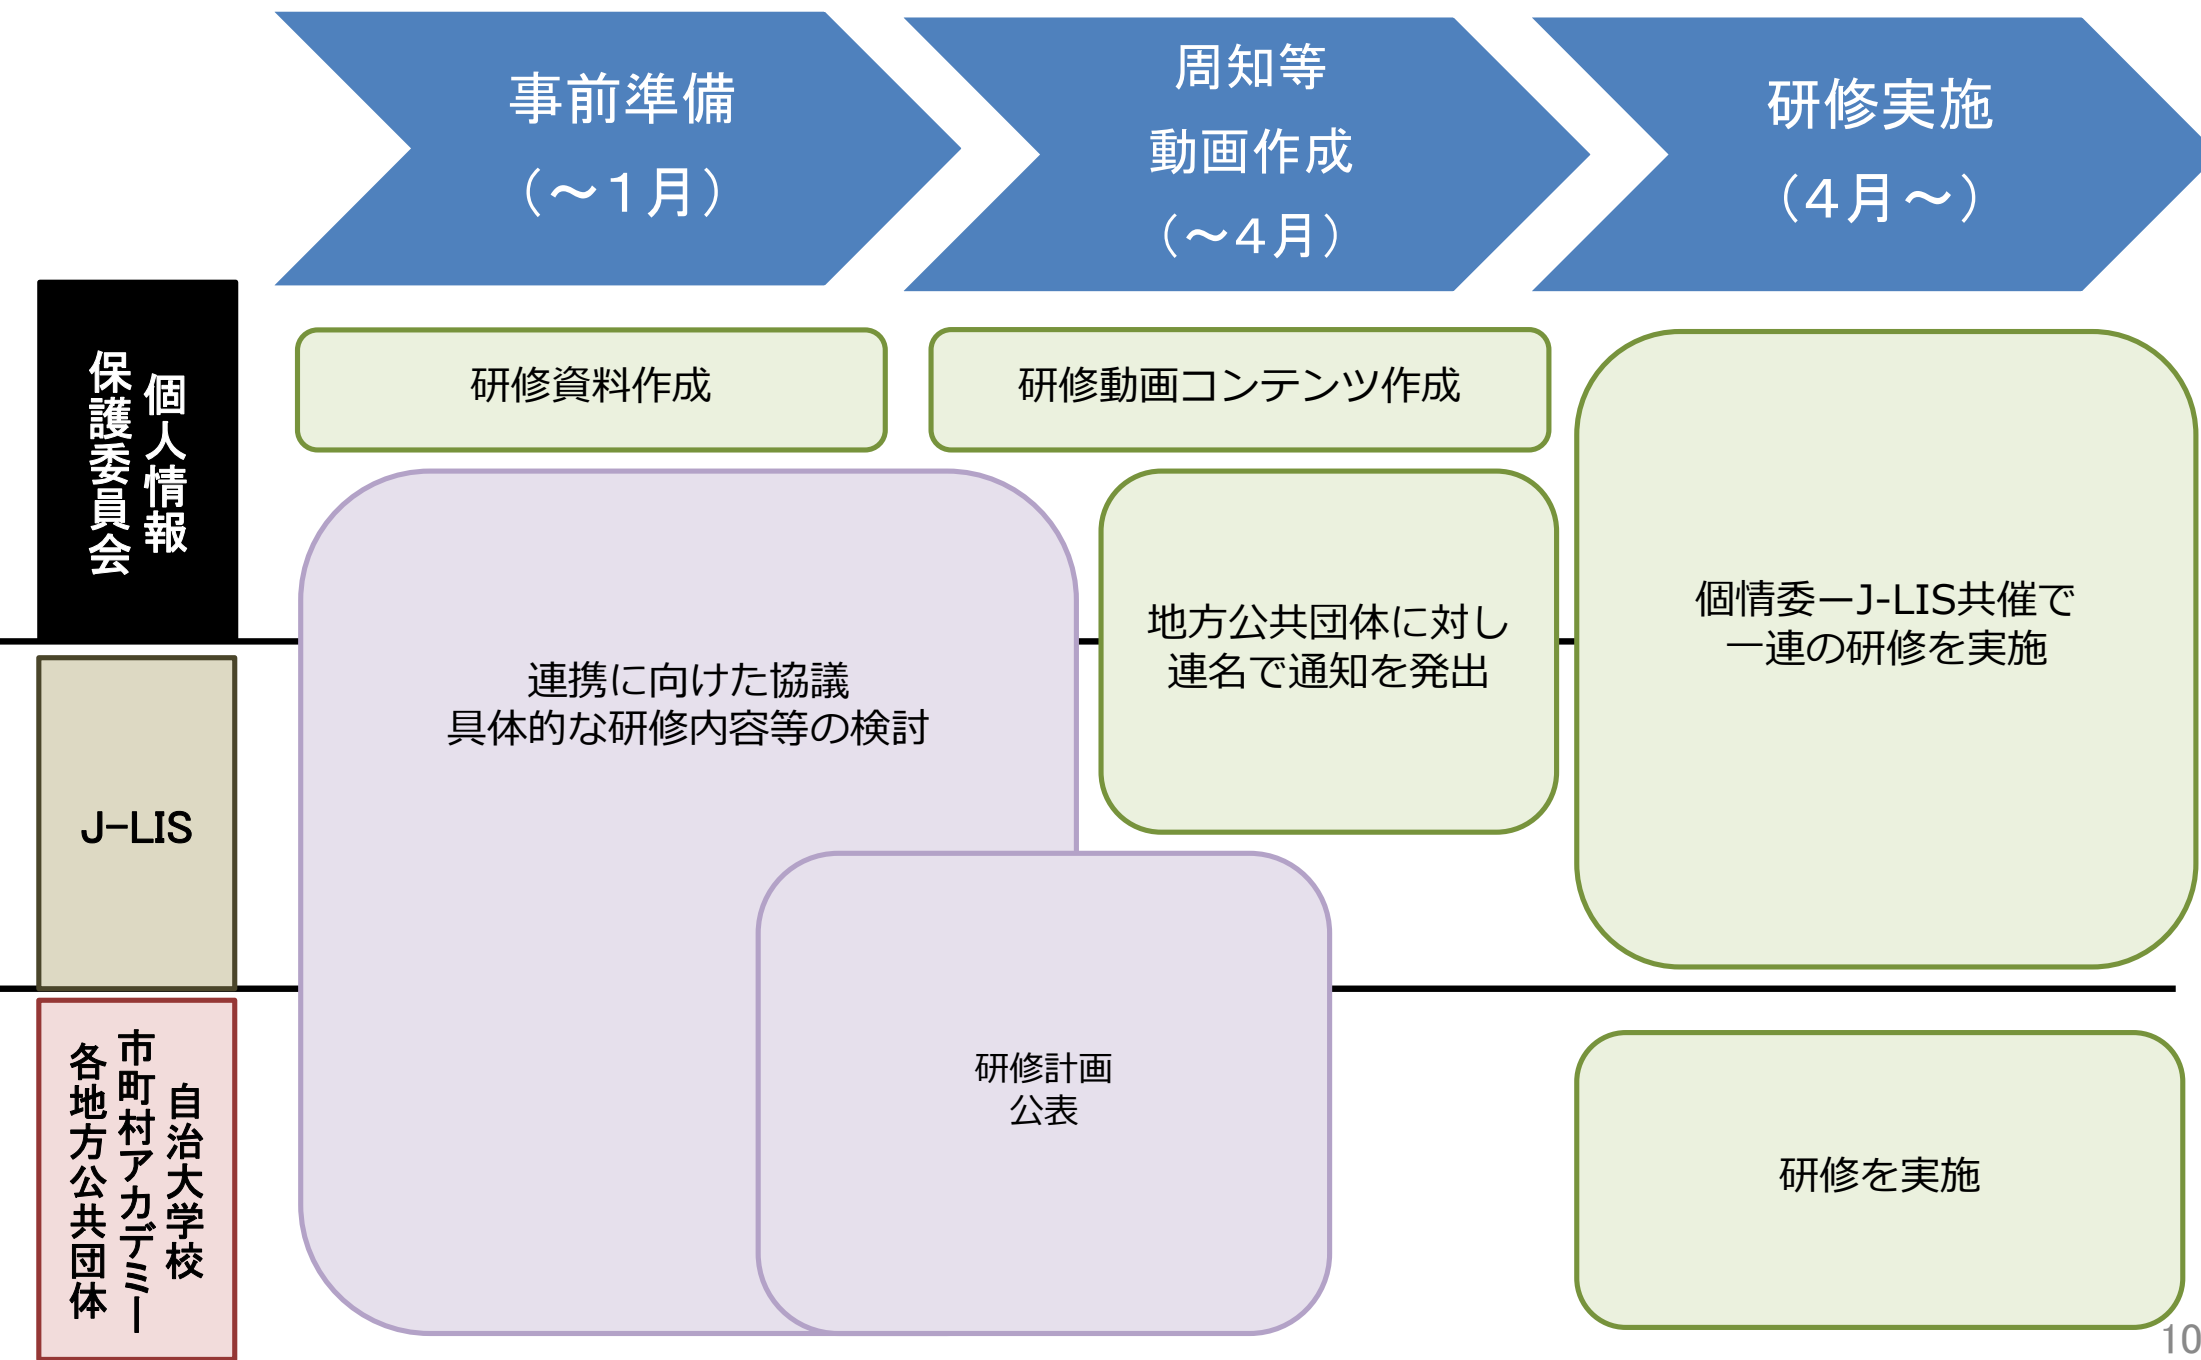 事前準備
（～１月）
周知等
動画作成
（～４月）
研修実施
（４月～）
個人情報
保護委員会
研修資料作成
研修動画コンテンツ作成
連携に向けた協議
具体的な研修内容等の検討
地方公共団体に対し
連名で通知を発出
個情委ーJ-LIS共催で
一連の研修を実施
J-LIS
研修計画
公表
自治大学校
市町村アカデミー
各地方公共団体
研修を実施
10